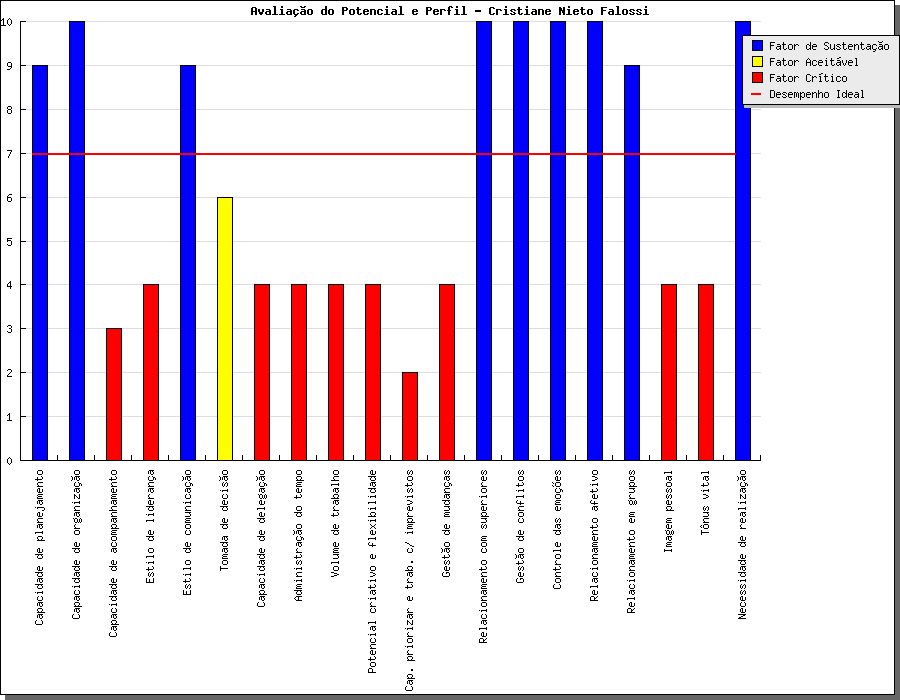 Avaliação do Potencial e Perfil - Cristiane Nieto Falossi
10
9
8
7
6
5
4
3
2
1
0
Fator de Sustentação
Fator Aceitável
Fator Crítico
Desempenho Ideal
Capacidade de planejamento
Capacidade de organização
Capacidade de acompanhamento
Estilo de liderança
Estilo de comunicação
Tomada de decisão
Capacidade de delegação
Administração do tempo
Volume de trabalho
Potencial criativo e flexibilidade
Cap. priorizar e trab. c/ imprevistos
Gestão de mudanças
Relacionamento com superiores
Gestão de conflitos
Controle das emoções
Relacionamento afetivo
Relacionamento em grupos
Imagem pessoal
Tônus vital
Necessidade de realização